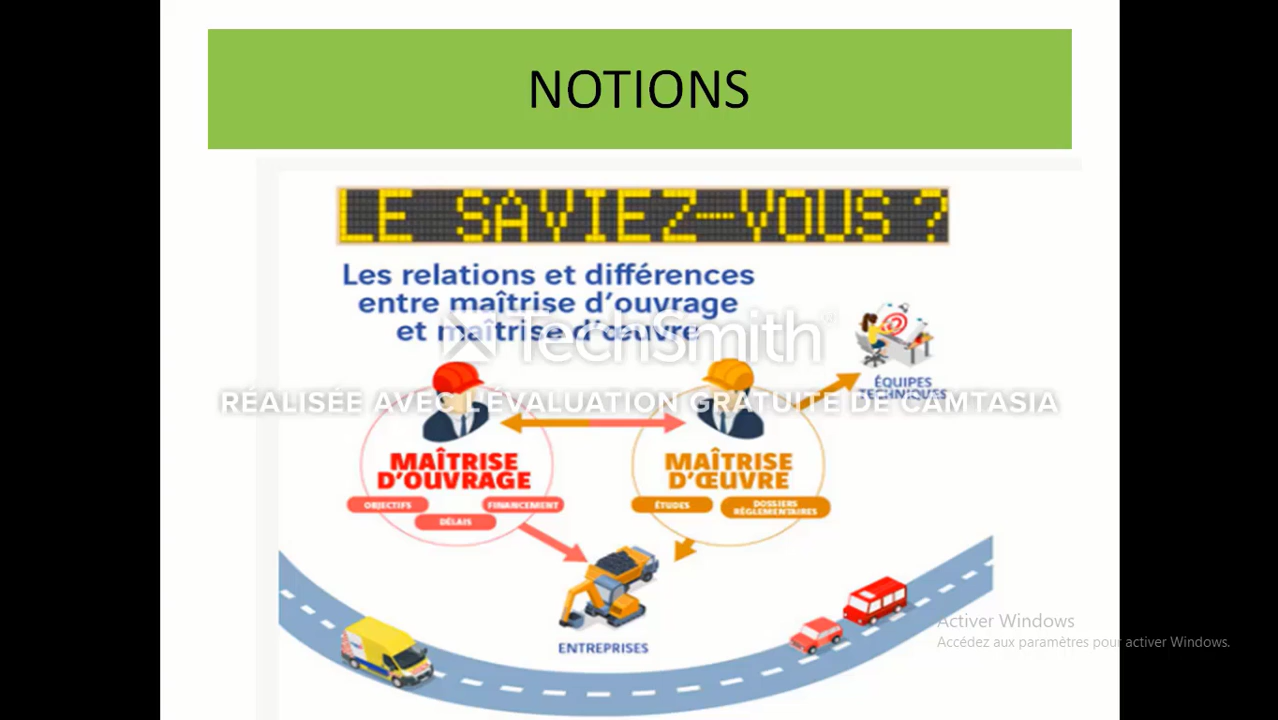 NOTIONS
LE SAVIEZ-VOUS ?
Les relations et différences
entre maîtrise d'ouvrage
et maîtrise d'œuvre
TechSmith
ÉQUIPES
TECHNIQUES
RÉALISÉE AVEC L'ÉVALUATION GRATUITE DE CAMTASIA
MAÎTRISE
D'OUVRAGE
OBJECTIFS
FINANCEMENT
DÉLAIS
MAÎTRISE
D'ŒUVRE
ÉTUDES
DOSSIERS
RÈGLEMENTAIRES
ENTREPRISES
Activer Windows
Accédez aux paramètres pour activer Windows.